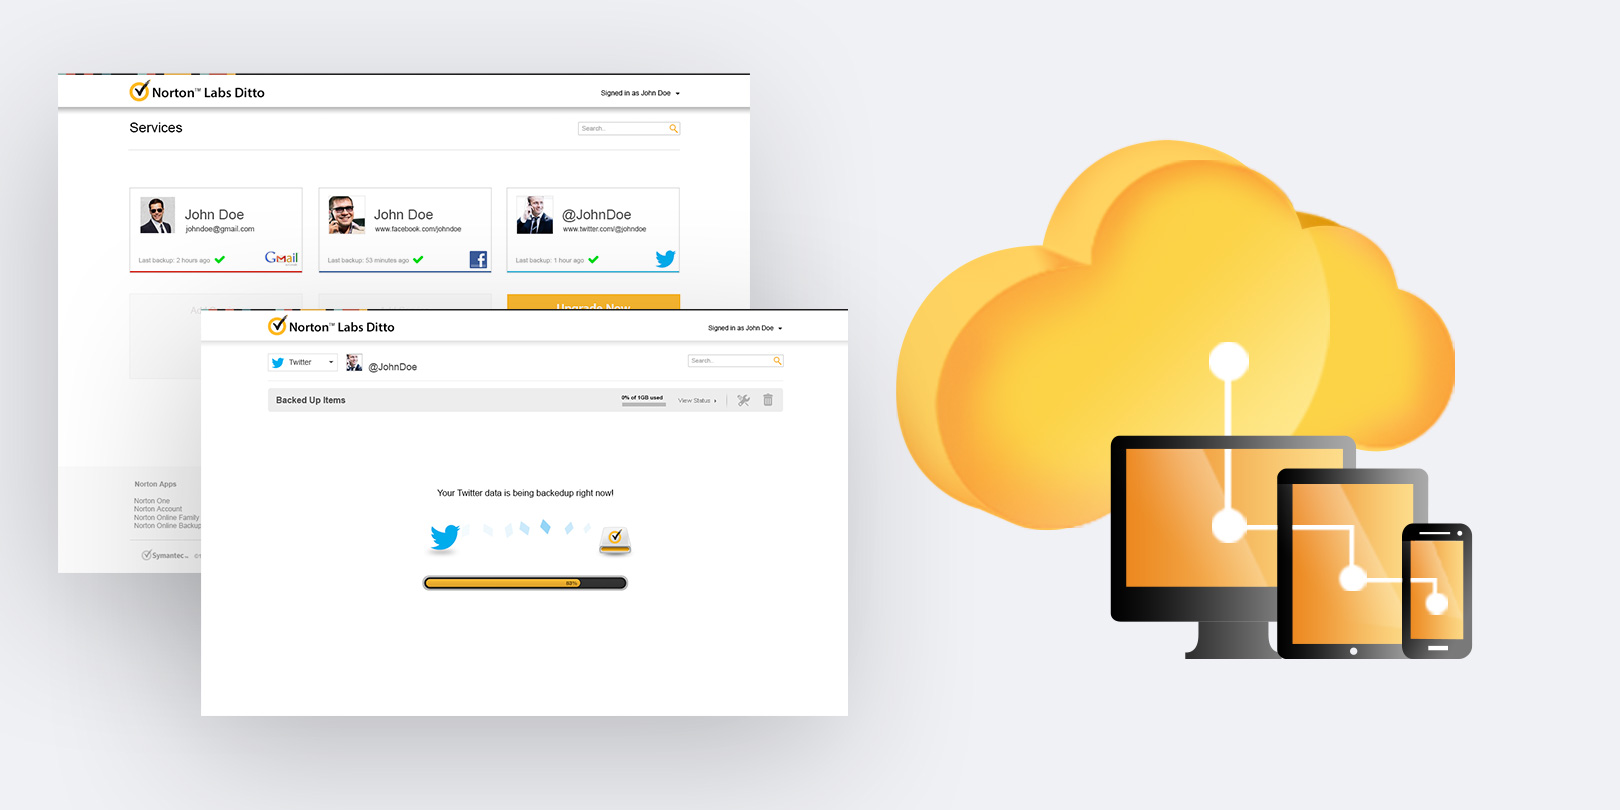 Norton™ Labs Ditto
Signed in as John Doe
Services
Search..
John Doe
johndoe@gmail.com
Last backup: 2 hours ago
Gmail
John Doe
www.facebook.com/johndoe
Last backup: 53 minutes ago
f
@JohnDoe
www.twitter.com/@johndoe
Last backup: 1 hour ago
Upgrade Now
Norton Apps
Norton One
Norton Account
Norton Online Family
Norton Online Backup
Symantec
Norton™ Labs Ditto
Signed in as John Doe
Twitter
@JohnDoe
Search..
Backed Up Items
0% of 1GB used
View Status
Your Twitter data is being backedup right now!